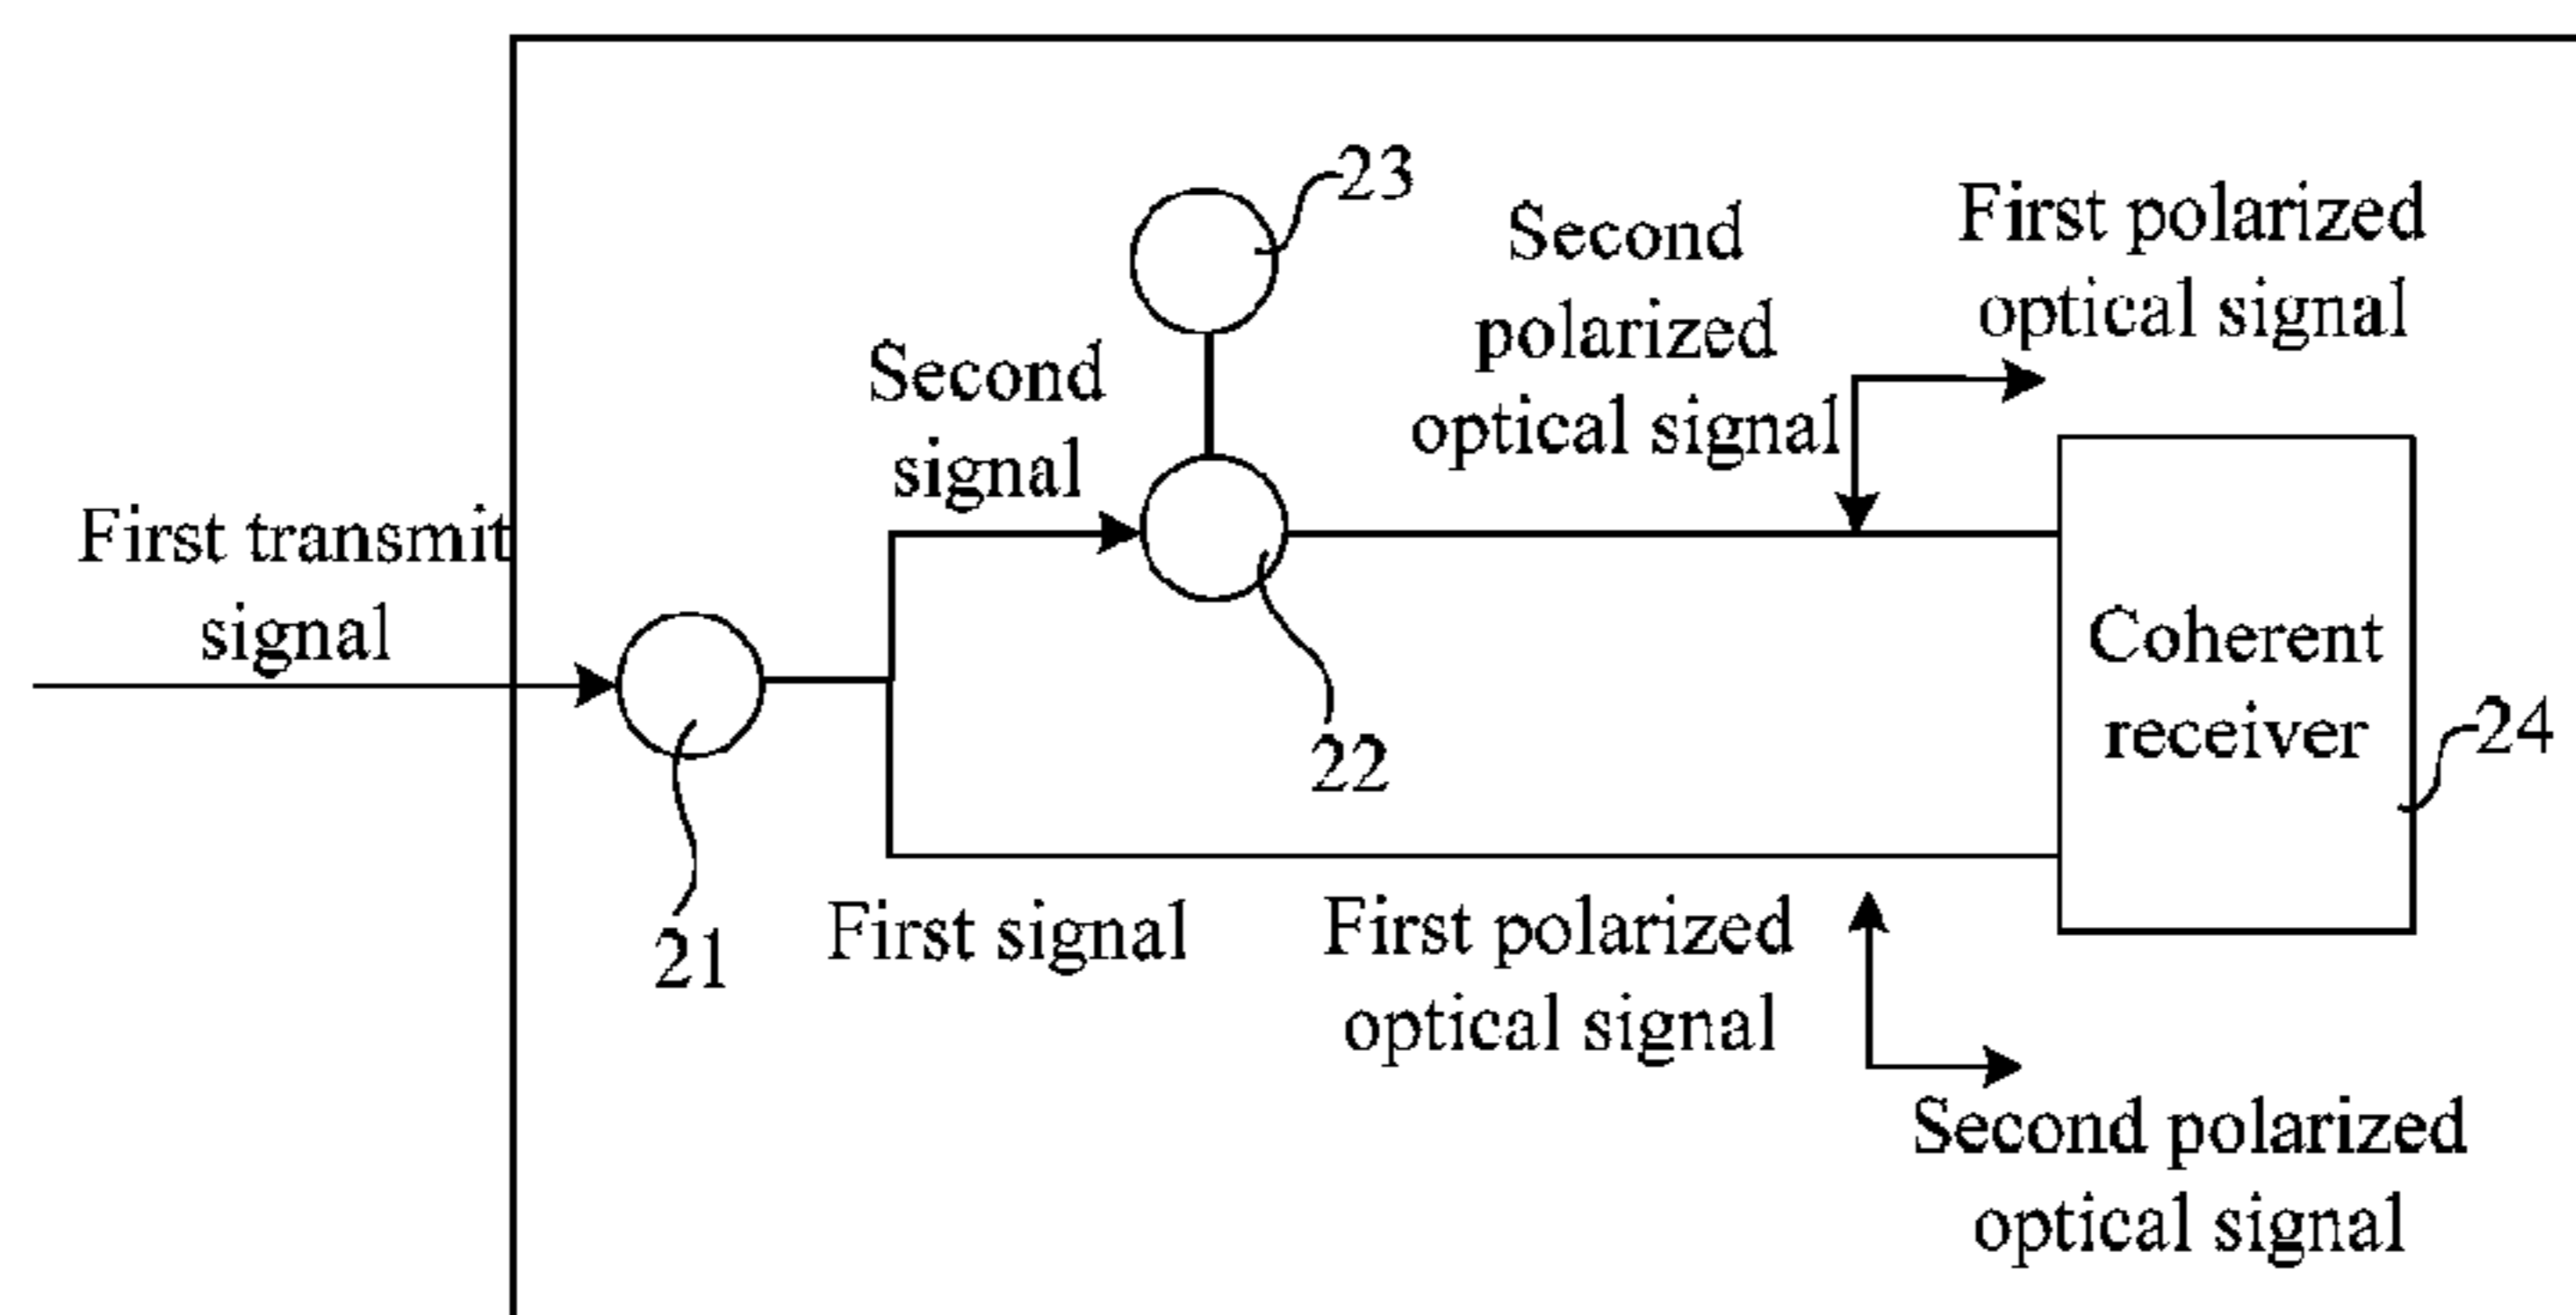 23
First polarized
optical signal
Second
polarized
optical signal
Second
signal
First transmit
signal
Coherent
receiver
24
22
21
First signal
First polarized
optical signal
Second polarized
optical signal